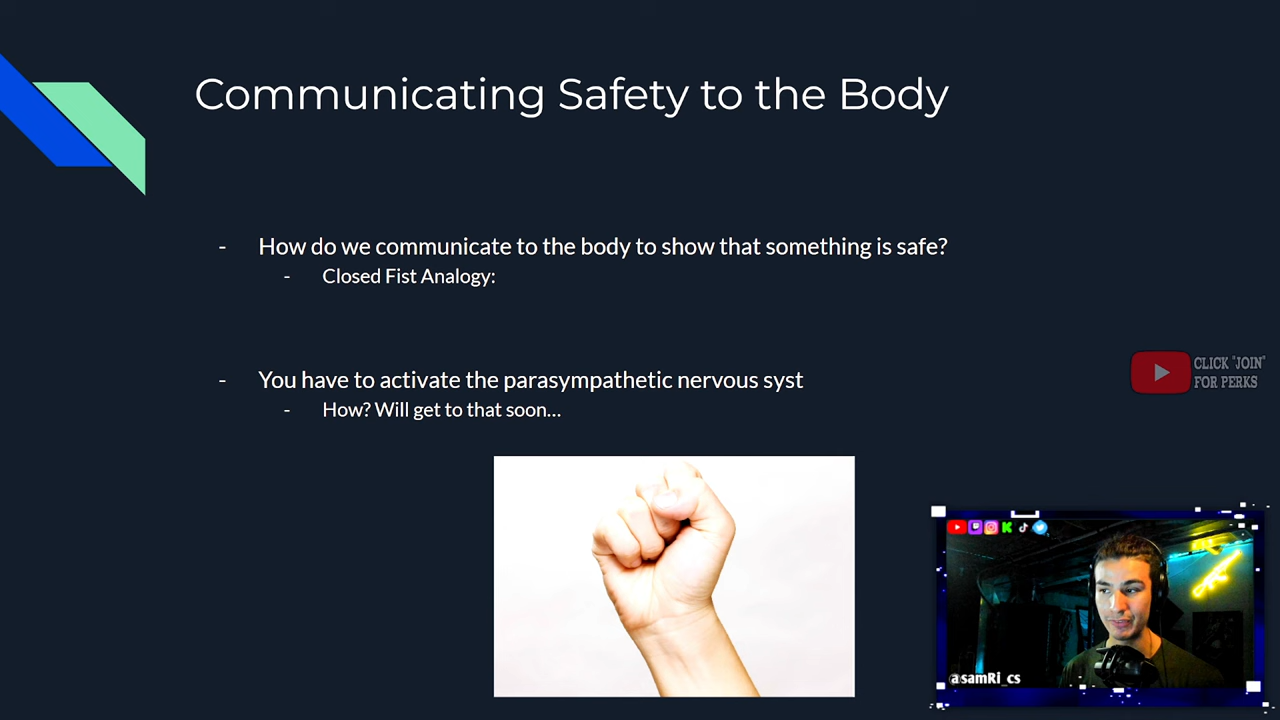 Communicating Safety to the Body
- How do we communicate to the body to show that something is safe?
- Closed Fist Analogy:
- You have to activate the parasympathetic nervous syst
- How? Will get to that soon...
CLICK "JOIN"
FOR PERKS
@samRi_cs